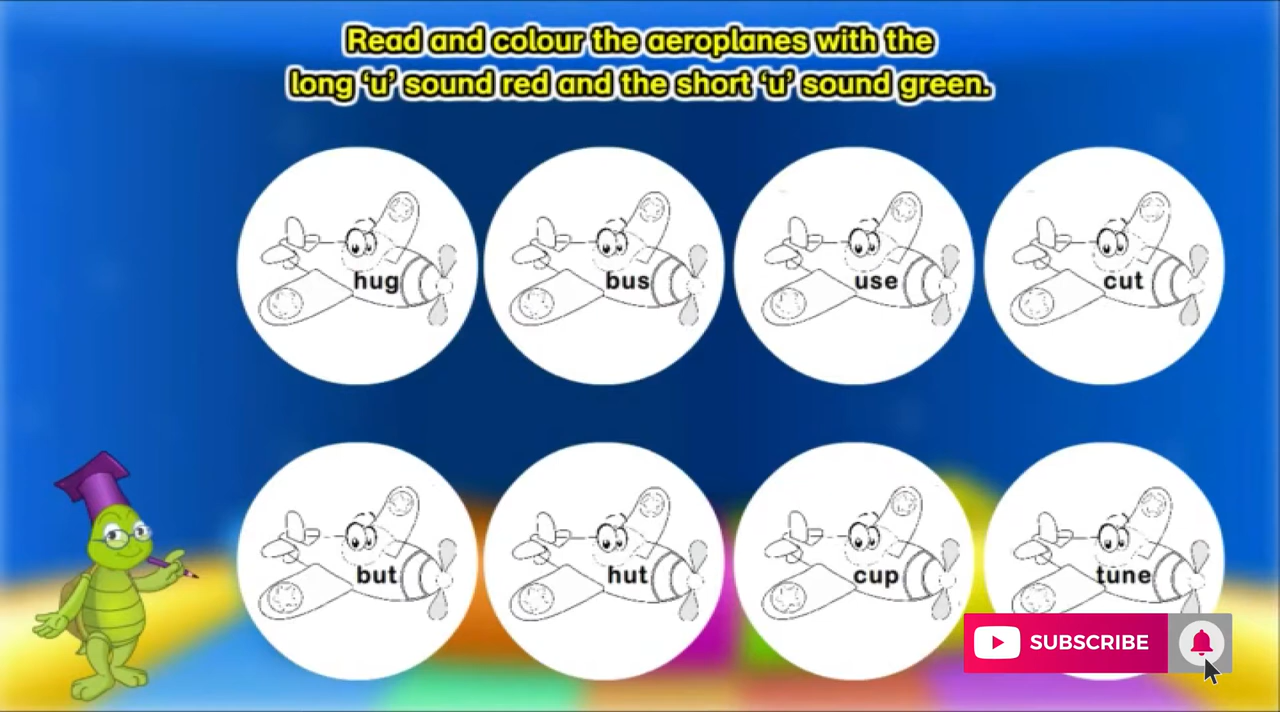 Read and colour the aeroplanes with the
long ‘u’ sound red and the short ‘u’ sound green.
hug
bus
use
cut
but
hut
cup
tune
SUBSCRIBE